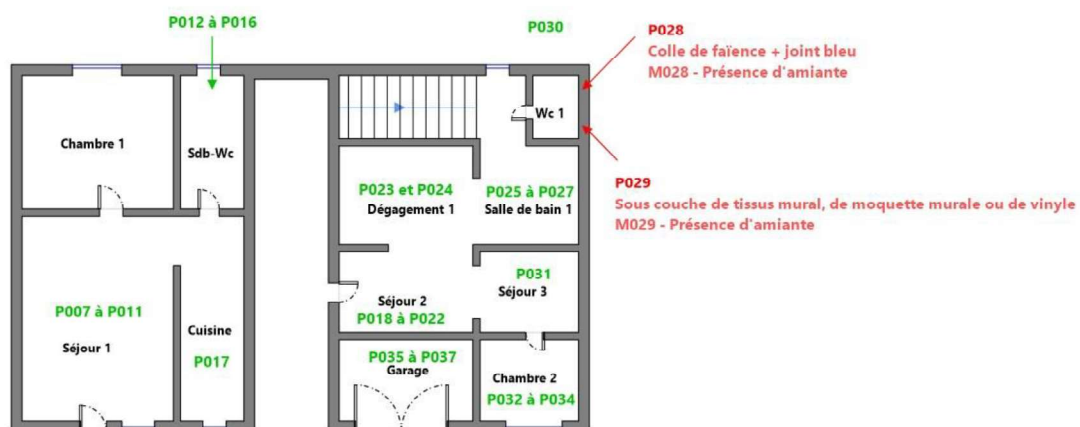 P012 à P016
P030
P028
Colle de faïence + joint bleu
M028 - Présence d'amiante
Wc 1
Chambre 1
Sdb-Wc
P029
Sous couche de tissus mural, de moquette murale ou de vinyle
M029 - Présence d'amiante
P023 et P024
Dégagement 1
P025 à P027
Salle de bain 1
P031
Séjour 3
Séjour 2
P018 à P022
P007 à P011
Séjour 1
Cuisine
P017
P035 à P037
Garage
Chambre 2
P032 à P034